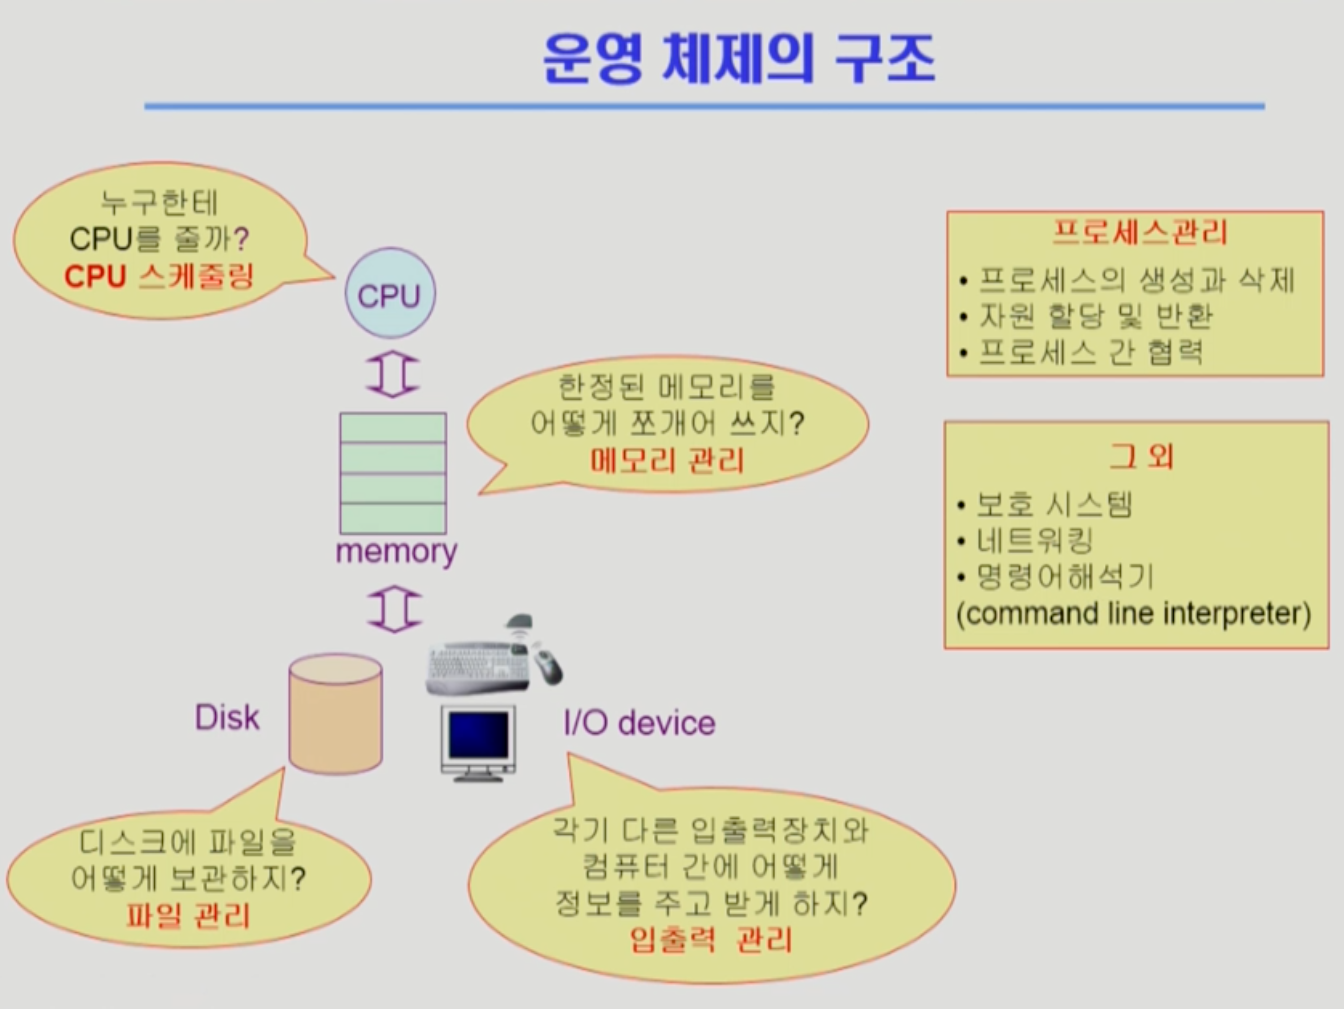 운영 체제의 구조
누구한테
CPU를 줄까?
CPU 스케줄링
CPU
한정된 메모리를
어떻게 쪼개어 쓰지?
메모리 관리
memory
Disk
I/O device
디스크에 파일을
어떻게 보관하지?
파일 관리
각기 다른 입출력장치와
컴퓨터 간에 어떻게
정보를 주고 받게 하지?
입출력 관리
프로세스관리
• 프로세스의 생성과 삭제
• 자원 할당 및 반환
• 프로세스 간 협력
그 외
• 보호 시스템
• 네트워킹
• 명령어해석기
(command line interpreter)